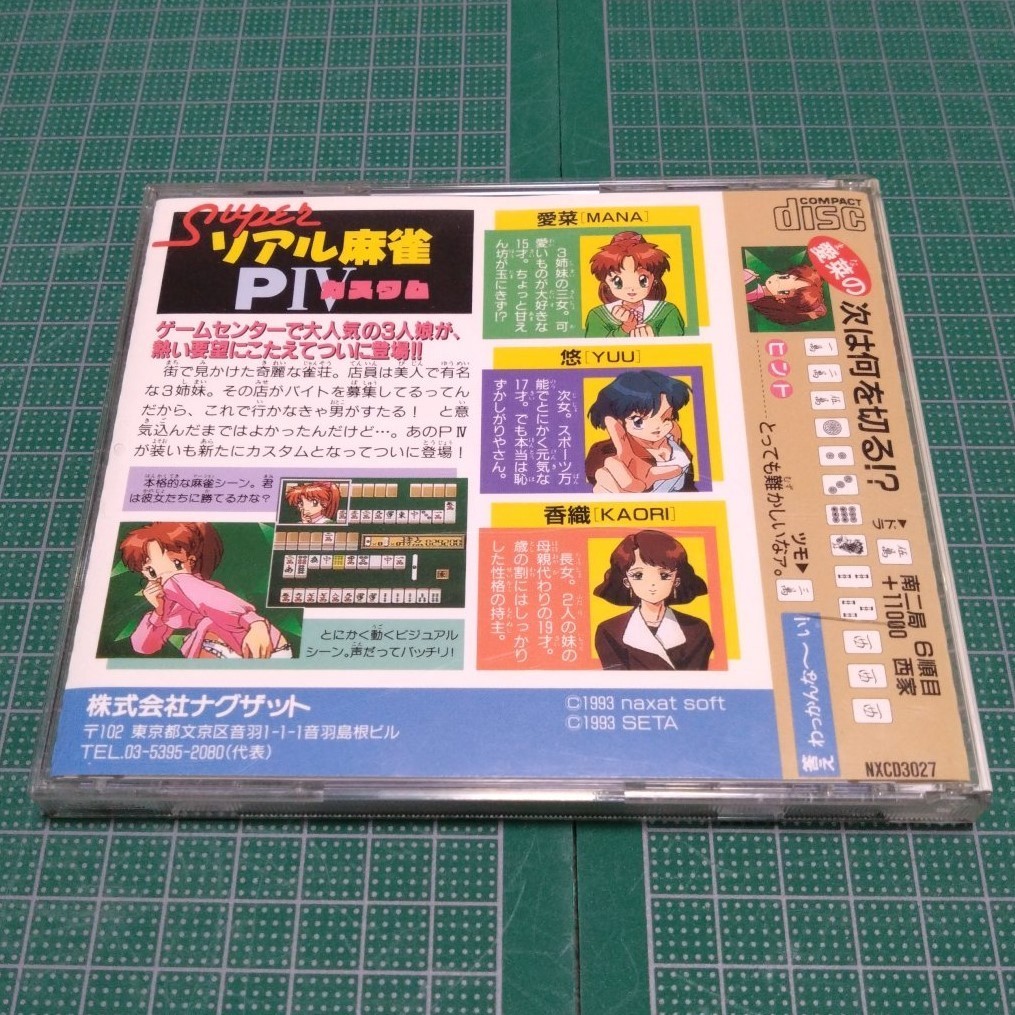 Super
リアル麻雀
PⅣ カスタム
ゲームセンターで大人気の3人娘が、
熱い要望にこたえてついに登場!!
街で見かけた奇麗な雀荘。店員は美人で有名
な3姉妹。その店がバイトを募集してるってん
だから、これで行かなきゃ男がすたる! と意
気込んだまではよかったんだけど…。あのPⅣ
が装いも新たにカスタムとなってついに登場!
本格的な麻雀シーン。君
は彼女たちに勝てるかな?
とにかく動くビジュアル
シーン。声だってバッチリ!
愛菜[MANA]
3姉妹の三女。可
愛いものが大好きな
15才。ちょっと甘え
ん坊が玉にきず!?
悠[YUU]
次女。スポーツ万
能でとにかく元気な
17才。でも本当は恥
ずかしがりやさん。
香織[KAORI]
長女。2人の妹の
母親代わりの19才。
歳の割にはしっかり
した性格の持主。
株式会社ナグザット
〒102 東京都文京区音羽1-1-1音羽島根ビル
TEL.03-5395-2080(代表)
©1993 naxat soft
©1993 SETA
COMPACT
disc
愛菜の
次は何を切る!?
▼ドラ
南二局 6順目
+11000 西家
ヒント
とっても難かしいなァ。
ツモ▶
答え わっかんな〜い!
NXCD3027